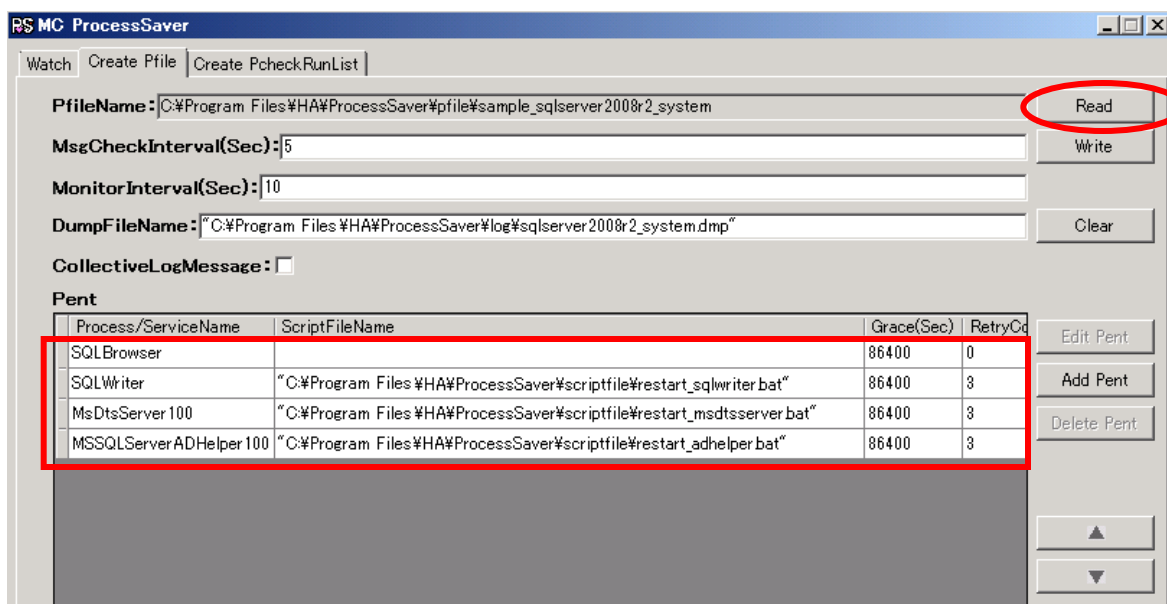 PS MC ProcessSaver
Watch Create Pfile Create PcheckRunList
PfileName: C:¥Program Files¥HA¥ProcessSaver¥pfile¥sample_sqlserver2008r2_system Read
MsgCheckInterval(Sec): 5 Write
MonitorInterval(Sec): 10
DumpFileName: "C:¥Program Files¥HA¥ProcessSaver¥log¥sqlserver2008r2_system.dmp" Clear
CollectiveLogMessage:
Pent
Process/ServiceName ScriptFileName Grace(Sec) RetryCo
SQLBrowser 86400 0 Edit Pent
SQLWriter "C:¥Program Files¥HA¥ProcessSaver¥scriptfile¥restart_sqlwriter.bat" 86400 3 Add Pent
MsDtsServer100 "C:¥Program Files¥HA¥ProcessSaver¥scriptfile¥restart_msdtsserver.bat" 86400 3 Delete Pent
MSSQLServerADHelper100 "C:¥Program Files¥HA¥ProcessSaver¥scriptfile¥restart_adhelper.bat" 86400 3
▲
▼